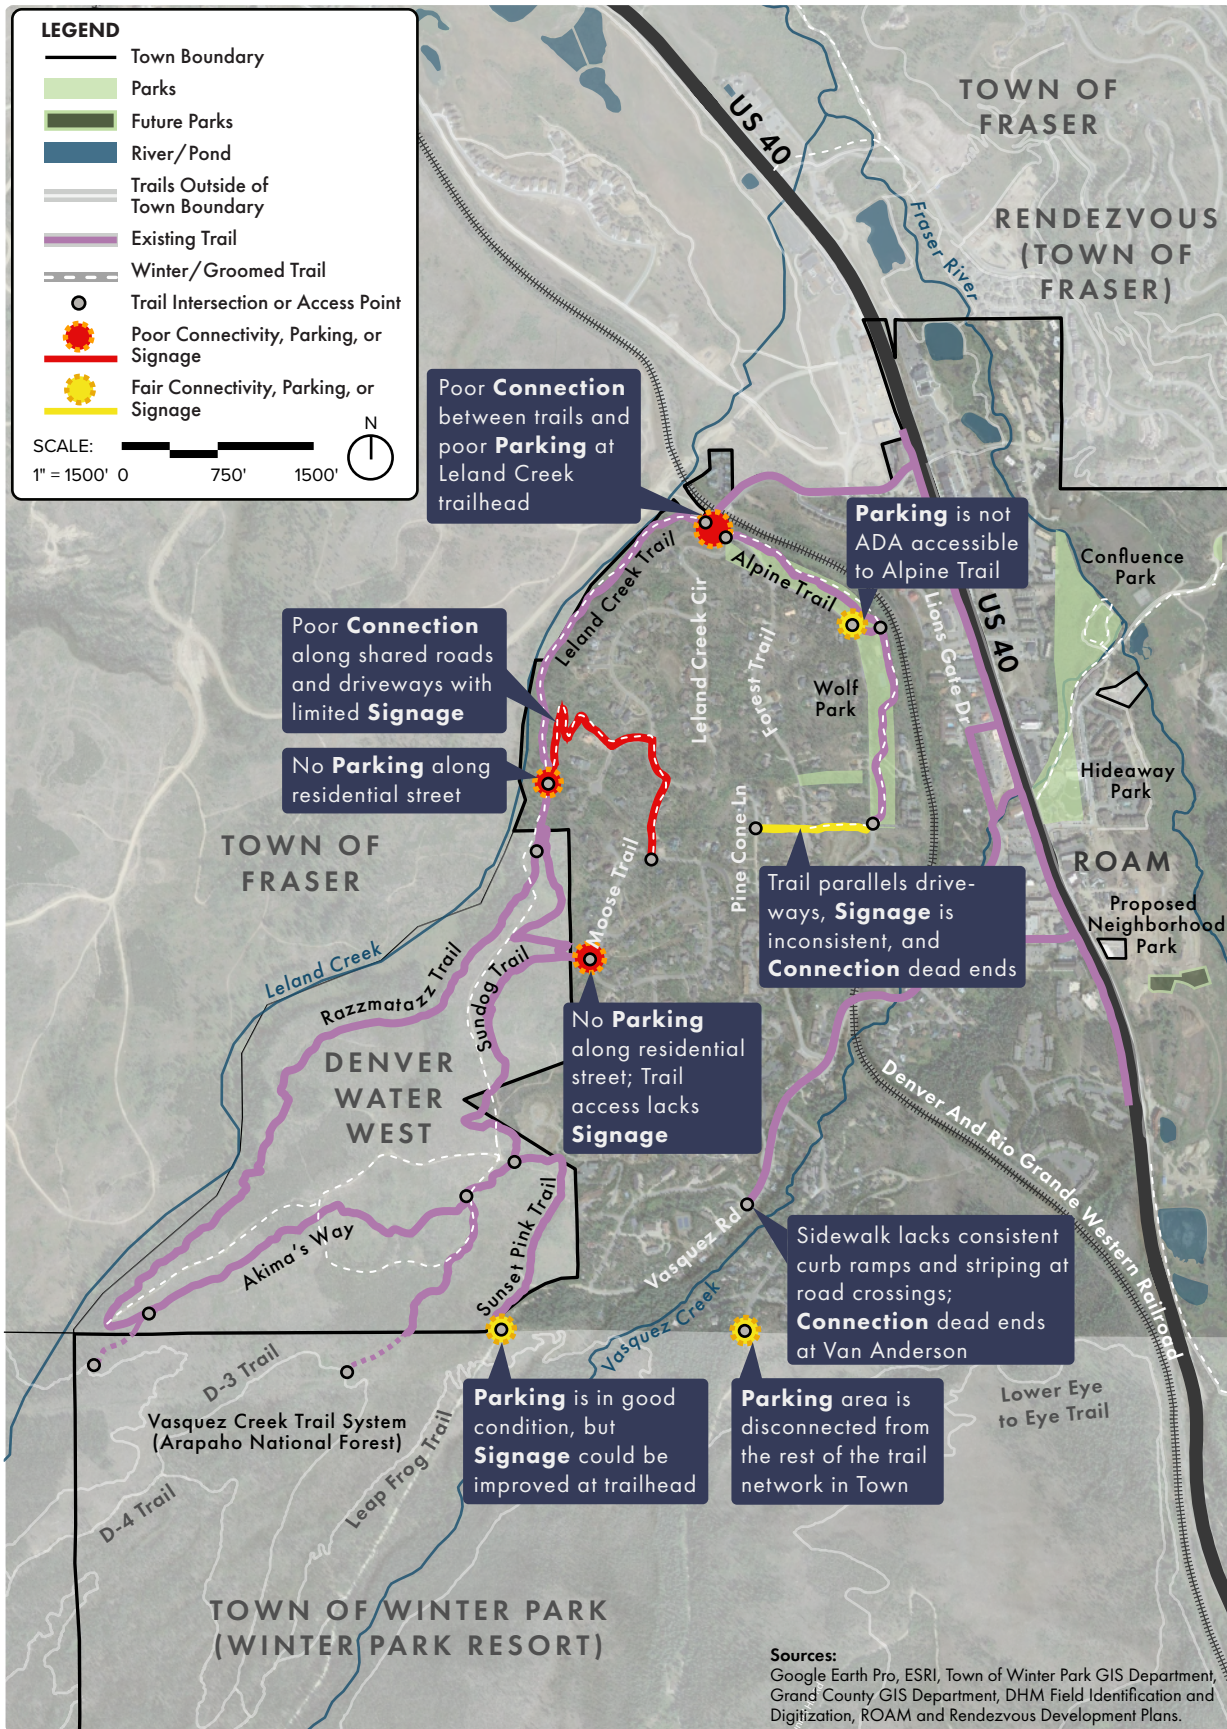 LEGEND
Town Boundary
Parks
Future Parks
River/Pond
Trails Outside of
Town Boundary
Existing Trail
Winter/Groomed Trail
Trail Intersection or Access Point
Poor Connectivity, Parking, or
Signage
Fair Connectivity, Parking, or
Signage
SCALE:
1" = 1500' 0 750' 1500'
N
US 40
TOWN OF
FRASER
Fraser River
RENDEZVOUS
(TOWN OF
FRASER)
Poor Connection
between trails and
poor Parking at
Leland Creek
trailhead
Parking is not
ADA accessible
to Alpine Trail
Confluence
Park
Leland Creek Trail
Alpine Trail
Leland Creek Cir
Forest Trail
Lions Gate Dr
US 40
Poor Connection
along shared roads
and driveways with
limited Signage
Wolf
Park
No Parking along
residential street
Hideaway
Park
TOWN OF
FRASER
Moose Trail
Pine Cone Ln
ROAM
Trail parallels drive-
ways, Signage is
inconsistent, and
Connection dead ends
Proposed
Neighborhood
Park
Leland Creek
Razzmatazz Trail
Sundog Trail
No Parking
along residential
street; Trail
access lacks
Signage
DENVER
WATER
WEST
Denver And Rio Grande Western Railroad
Akima's Way
Sunset Pink Trail
Vasquez Rd
Vasquez Creek
Sidewalk lacks consistent
curb ramps and striping at
road crossings;
Connection dead ends
at Van Anderson
D-3 Trail
Vasquez Creek Trail System
(Arapaho National Forest)
Leap Frog Trail
D-4 Trail
Parking is in good
condition, but
Signage could be
improved at trailhead
Parking area is
disconnected from
the rest of the trail
network in Town
Lower Eye
to Eye Trail
TOWN OF WINTER PARK
(WINTER PARK RESORT)
Sources:
Google Earth Pro, ESRI, Town of Winter Park GIS Department,
Grand County GIS Department, DHM Field Identification and
Digitization, ROAM and Rendezvous Development Plans.